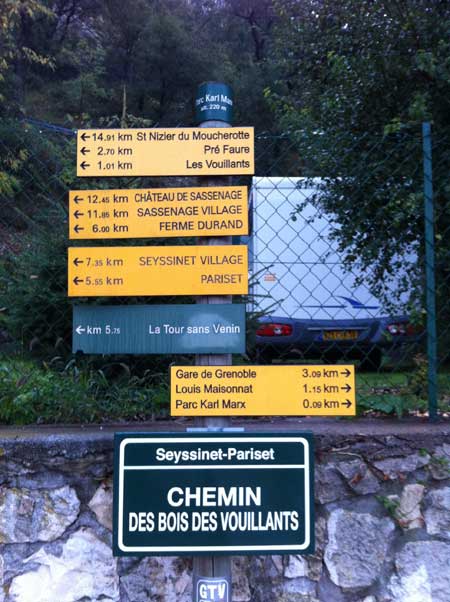 Parc Karl Marx
alt. 220 m
←14.91 km St Nizier du Moucherotte
←2.70 km Pré Faure
←1.01 km Les Vouillants
←12.45 km CHÂTEAU DE SASSENAGE
←11.85 km SASSENAGE VILLAGE
←6.00 km FERME DURAND
←7.35 km SEYSSINET VILLAGE
←5.55 km PARISET
←km 5.75 La Tour sans Venin
Gare de Grenoble 3.09 km→
Louis Maisonnat 1.15 km→
Parc Karl Marx 0.09 km→
Seyssinet-Pariset
CHEMIN
DES BOIS DES VOUILLANTS
GTV